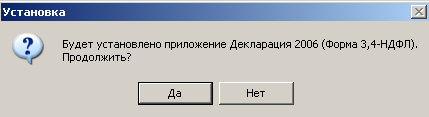 Установка
Будет установлено приложение Декларация 2006 (Форма 3,4-НДФЛ).
Продолжить?
Да
Нет